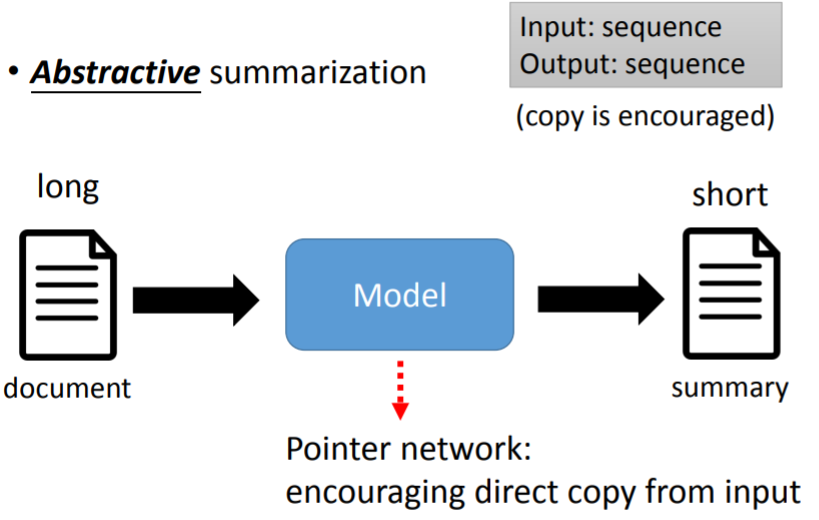 Input: sequence
Output: sequence
• Abstractive summarization
(copy is encouraged)
long
short
Model
document
summary
Pointer network:
encouraging direct copy from input